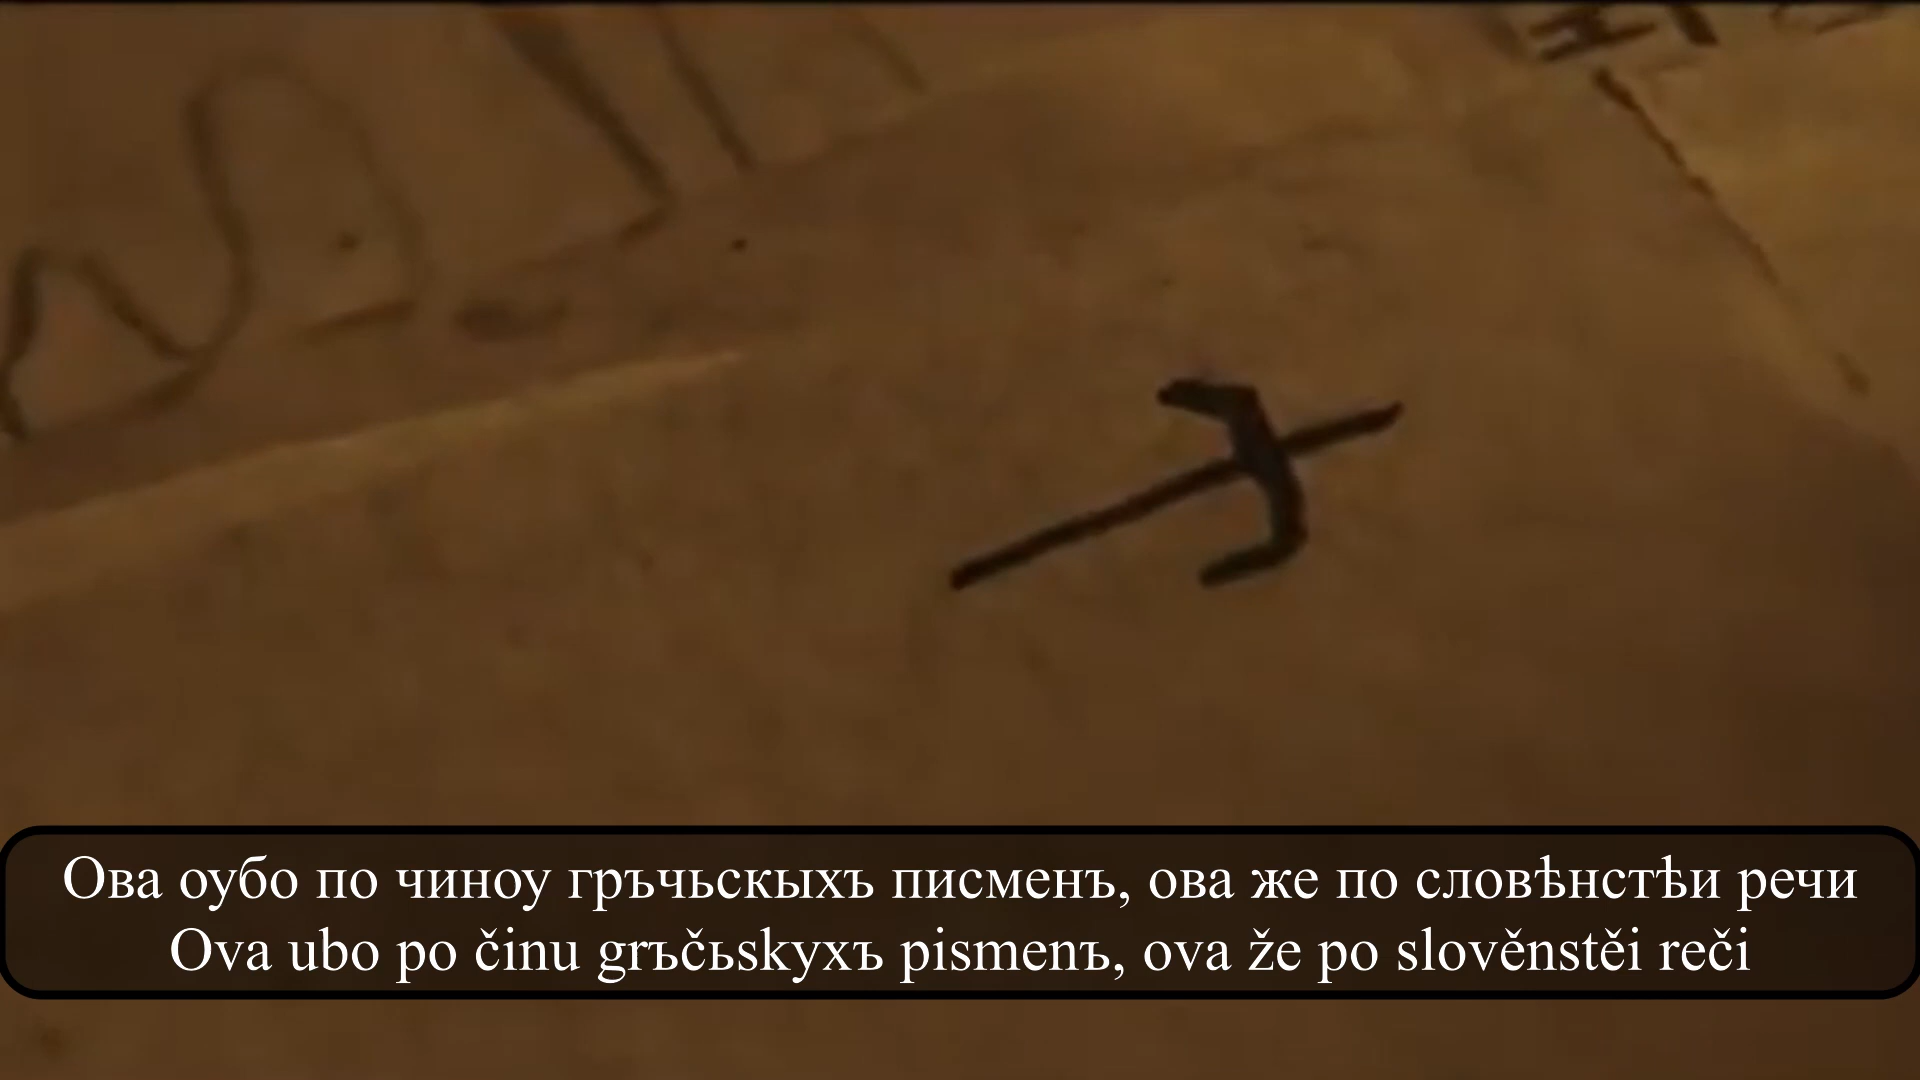 Ова оубо по чиноу гръчьскыхъ писменъ, ова же по словѣнстѣи речи
Ova ubo po činu grъčьskyxъ pismenъ, ova že po slověnstěi reči